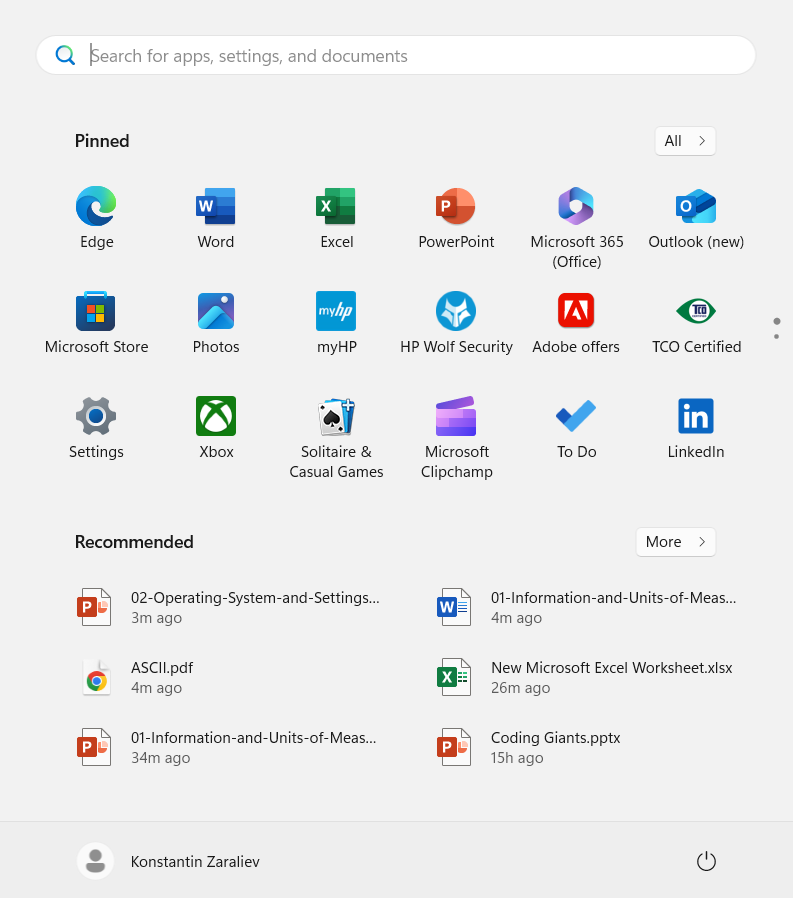 Search for apps, settings, and documents
Pinned
All
Edge
Word
Excel
PowerPoint
Microsoft 365
(Office)
Outlook (new)
Microsoft Store
Photos
myHP
HP Wolf Security
Adobe offers
TCO Certified
Settings
Xbox
Solitaire &
Casual Games
Microsoft
Clipchamp
To Do
LinkedIn
Recommended
More
02-Operating-System-and-Settings...
3m ago
01-Information-and-Units-of-Meas...
4m ago
ASCII.pdf
4m ago
New Microsoft Excel Worksheet.xlsx
26m ago
01-Information-and-Units-of-Meas...
34m ago
Coding Giants.pptx
15h ago
Konstantin Zaraliev